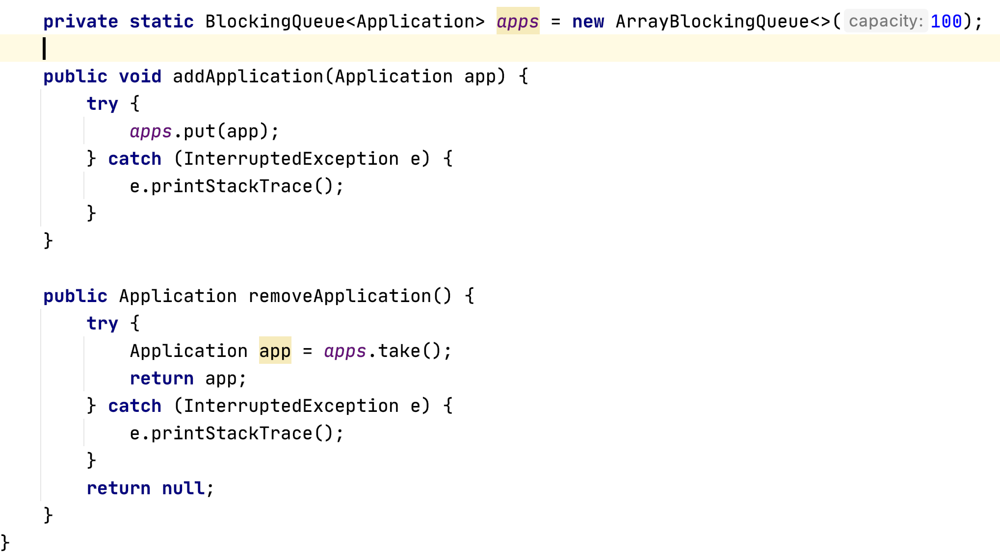 private static BlockingQueue<Application> apps = new ArrayBlockingQueue<>( capacity: 100);
public void addApplication(Application app) {
try {
apps.put(app);
} catch (InterruptedException e) {
e.printStackTrace();
}
}
public Application removeApplication() {
try {
Application app = apps.take();
return app;
} catch (InterruptedException e) {
e.printStackTrace();
}
return null;
}
}